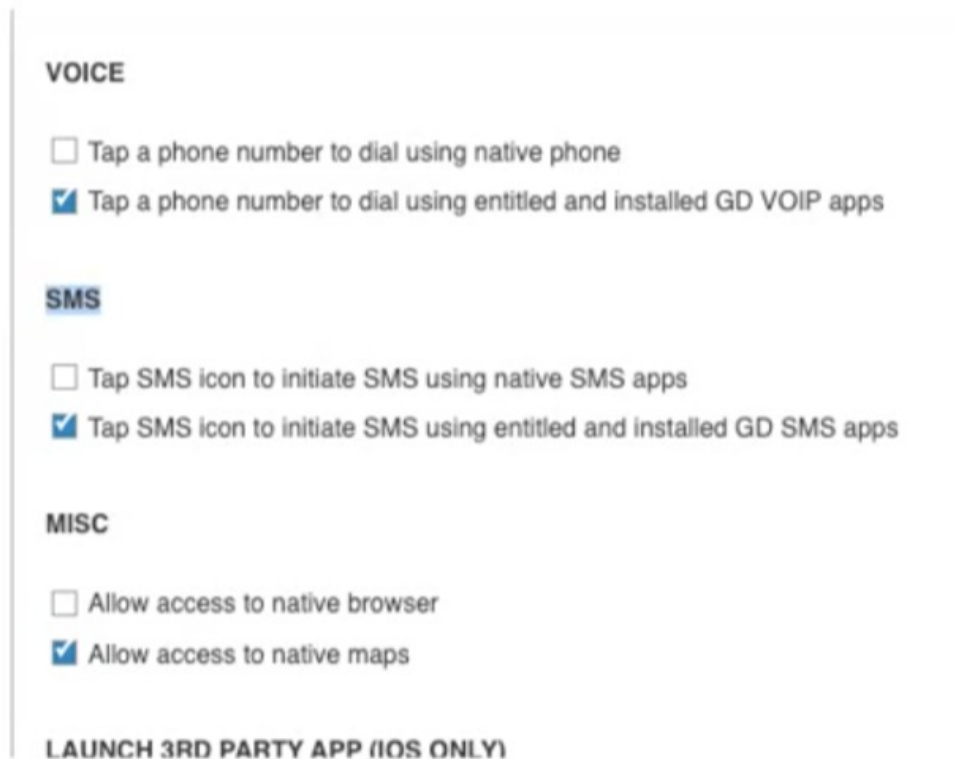 VOICE
Tap a phone number to dial using native phone
Tap a phone number to dial using entitled and installed GD VOIP apps
SMS
Tap SMS icon to initiate SMS using native SMS apps
Tap SMS icon to initiate SMS using entitled and installed GD SMS apps
MISC
Allow access to native browser
Allow access to native maps
LAUNCH 3RD PARTY APP (IOS ONLY)